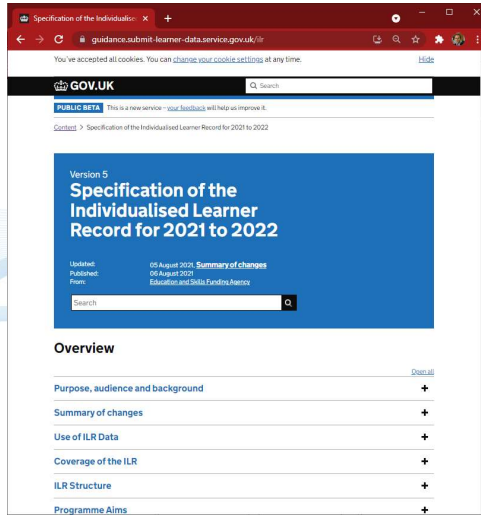 Specification of the Individualise
guidance.submit-learner-data.service.gov.uk/ilr
You've accepted all cookies. You can change your cookie settings at any time.
Hide
GOV.UK
Search
PUBLIC BETA This is a new service – your feedback will help us improve it.
Content > Specification of the Individualised Learner Record for 2021 to 2022
Version 5
Specification of the
Individualised Learner
Record for 2021 to 2022
Updated: 05 August 2021, Summary of changes
Published: 06 August 2021
From: Education and Skills Funding Agency
Search
Overview
Open all
Purpose, audience and background
Summary of changes
Use of ILR Data
Coverage of the ILR
ILR Structure
Programme Aims